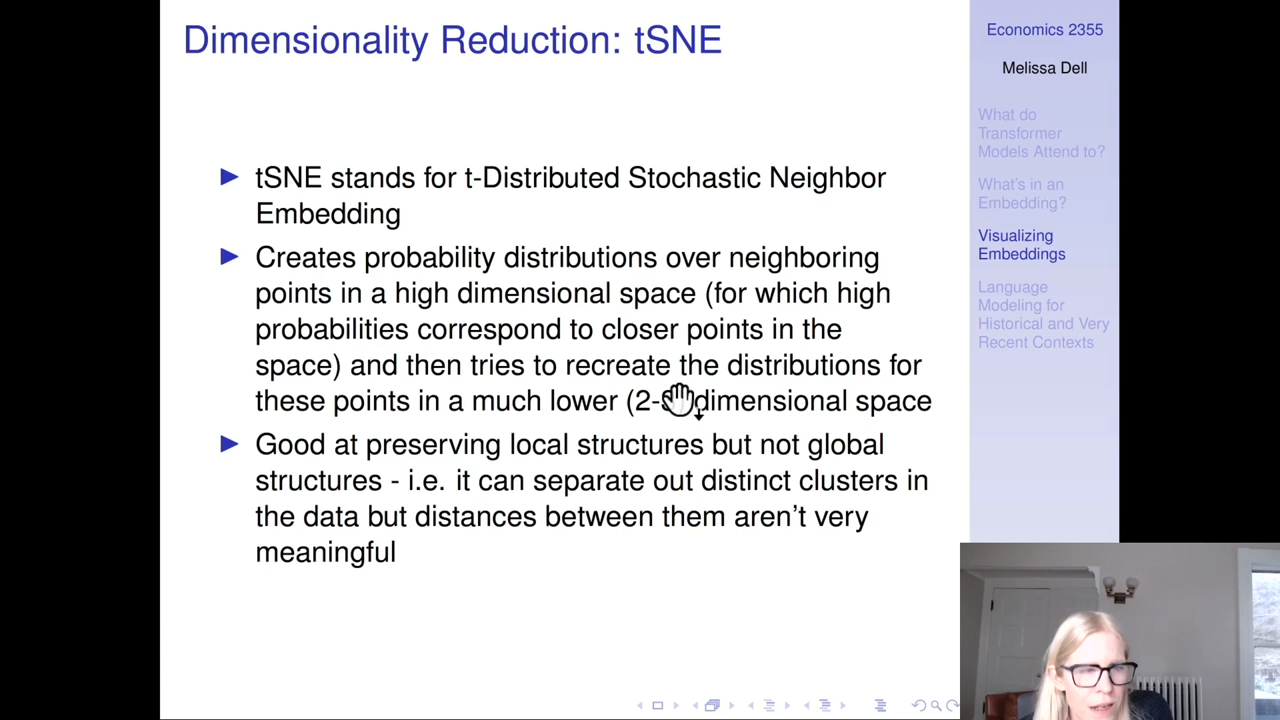 Dimensionality Reduction: tSNE
tSNE stands for t-Distributed Stochastic Neighbor
Embedding
Creates probability distributions over neighboring
points in a high dimensional space (for which high
probabilities correspond to closer points in the
space) and then tries to recreate the distributions for
these points in a much lower (2- dimensional space
Good at preserving local structures but not global
structures - i.e. it can separate out distinct clusters in
the data but distances between them aren't very
meaningful
Economics 2355
Melissa Dell
What do
Transformer
Models Attend to?
What's in an
Embedding?
Visualizing
Embeddings
Language
Modeling for
Historical and Very
Recent Contexts